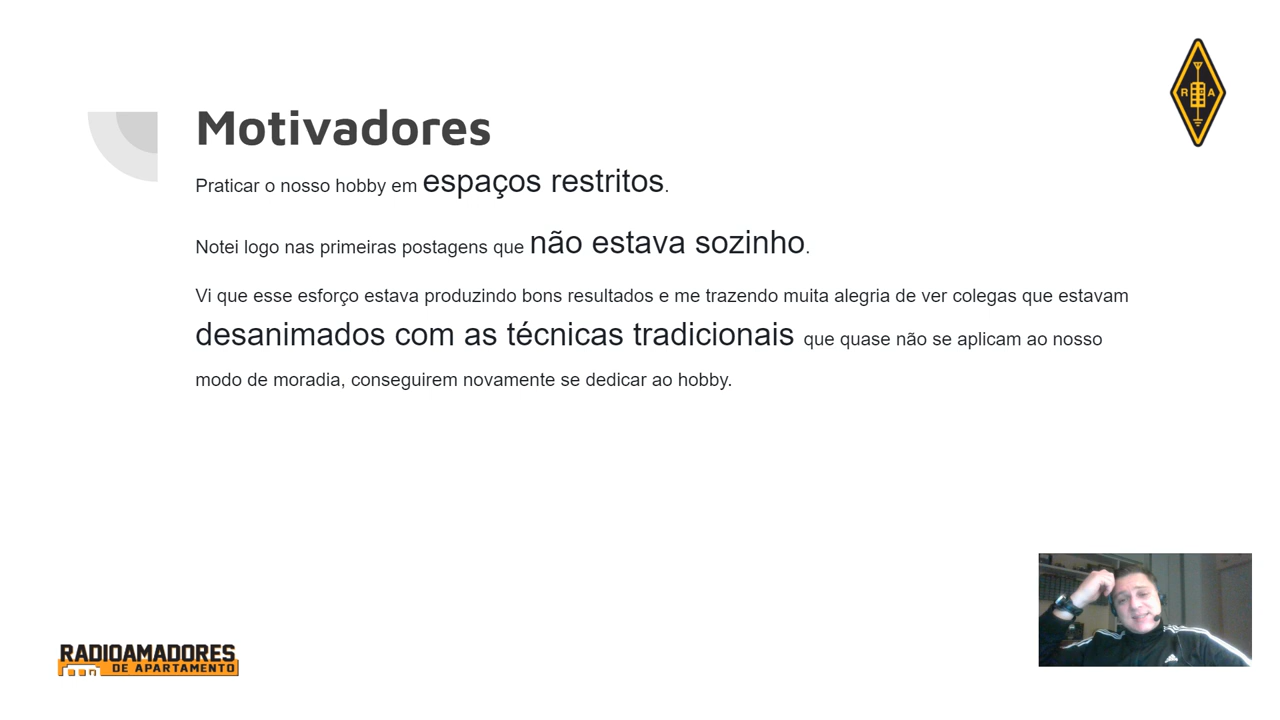 Motivadores
R A
Praticar o nosso hobby em espaços restritos.
Notei logo nas primeiras postagens que não estava sozinho.
Vi que esse esforço estava produzindo bons resultados e me trazendo muita alegria de ver colegas que estavam
desanimados com as técnicas tradicionais que quase não se aplicam ao nosso
modo de moradia, conseguirem novamente se dedicar ao hobby.
RADIOAMADORES
DE APARTAMENTO